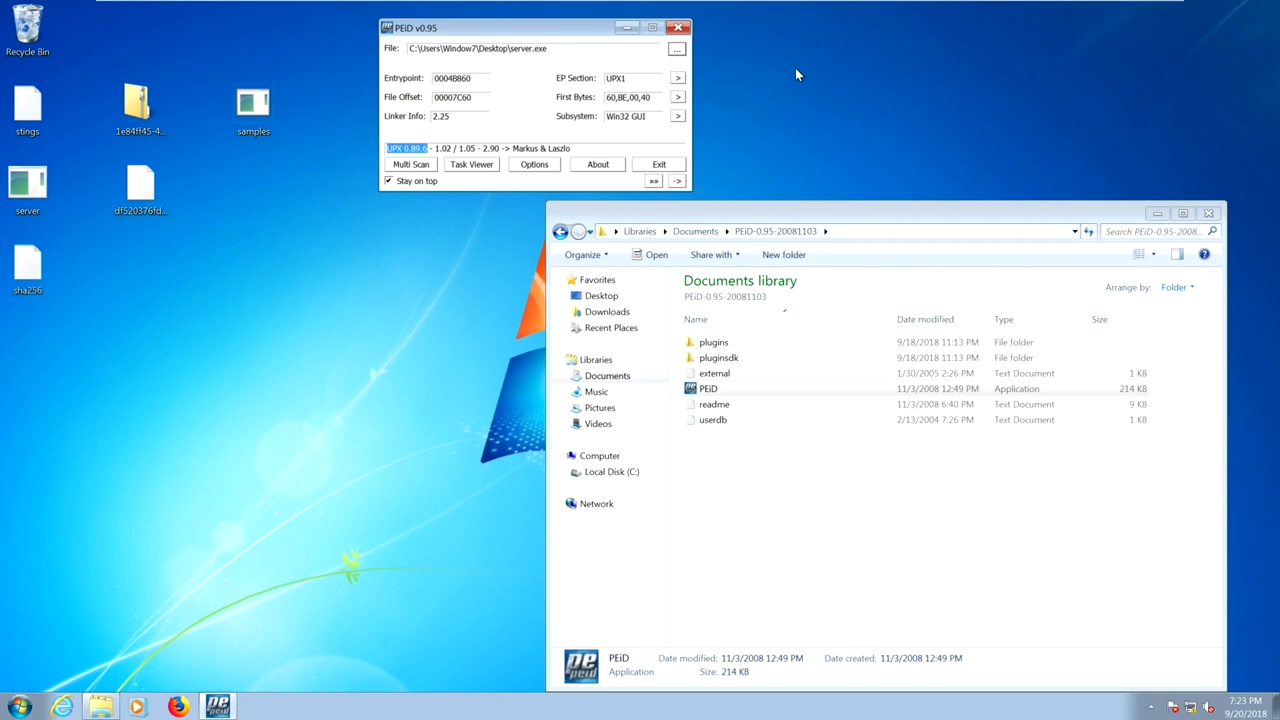 Recycle Bin
stings
1e84ff45-4...
samples
server
df520376fd...
sha256
PEiD v0.95
File: C:\Users\Window7\Desktop\server.exe ...
Entrypoint: 0004B860 EP Section: UPX1 >
File Offset: 00007C60 First Bytes: 60,BE,00,40 >
Linker Info: 2.25 Subsystem: Win32 GUI >
UPX 0.89.6 - 1.02 / 1.05 - 2.90 -> Markus & Laszlo
Multi Scan Task Viewer Options About Exit
Stay on top »» ->
Libraries Documents PEiD-0.95-20081103 Search PEiD-0.95-2008...
Organize Open Share with New folder
Favorites
Desktop
Downloads
Recent Places
Libraries
Documents
Music
Pictures
Videos
Computer
Local Disk (C:)
Network
Documents library
PEiD-0.95-20081103
Arrange by: Folder
Name Date modified Type Size
plugins 9/18/2018 11:13 PM File folder
pluginsdk 9/18/2018 11:13 PM File folder
external 1/30/2005 2:26 PM Text Document 1 KB
PEiD 11/3/2008 12:49 PM Application 214 KB
readme 11/3/2008 6:40 PM Text Document 9 KB
userdb 2/13/2004 7:26 PM Text Document 1 KB
PEiD Date modified: 11/3/2008 12:49 PM Date created: 11/3/2008 12:49 PM
Application Size: 214 KB
7:23 PM
9/20/2018